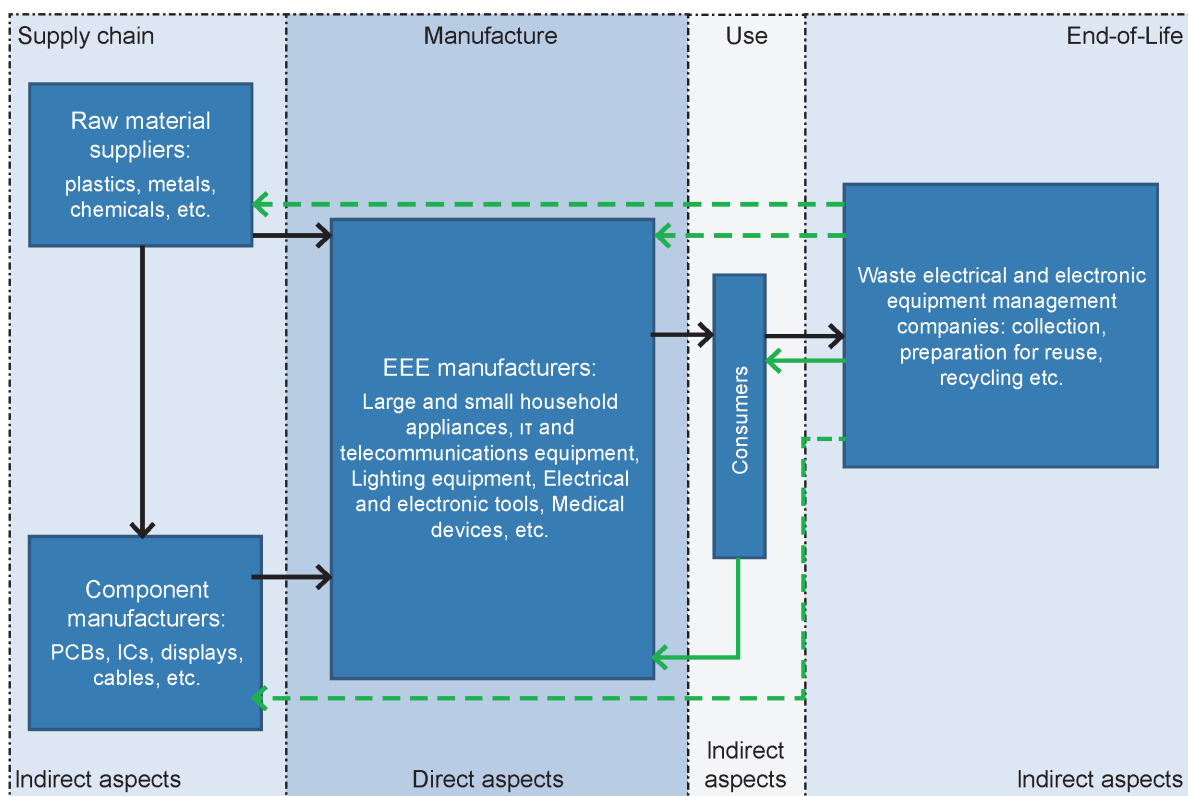 Supply chain
Manufacture
Use
End-of-Life
Raw material
suppliers:
plastics, metals,
chemicals, etc.
EEE manufacturers:
Large and small household
appliances, IT and
telecommunications equipment,
Lighting equipment, Electrical
and electronic tools, Medical
devices, etc.
Consumers
Waste electrical and electronic
equipment management
companies: collection,
preparation for reuse,
recycling etc.
Component
manufacturers:
PCBs, ICs, displays,
cables, etc.
Indirect aspects
Direct aspects
Indirect
aspects
Indirect aspects